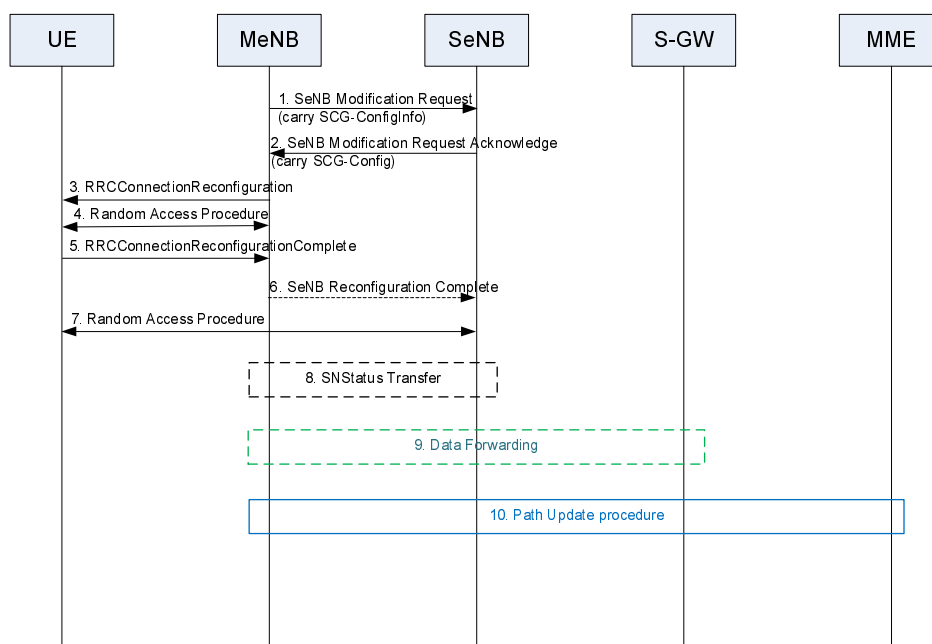 UE
MeNB
SeNB
S-GW
MME
1. SeNB Modification Request
(carry SCG-ConfigInfo)
2. SeNB Modification Request Acknowledge
(carry SCG-Config)
3. RRCConnectionReconfiguration
4. Random Access Procedure
5. RRCConnectionReconfigurationComplete
6. SeNB Reconfiguration Complete
7. Random Access Procedure
8. SNStatus Transfer
9. Data Forwarding
10. Path Update procedure